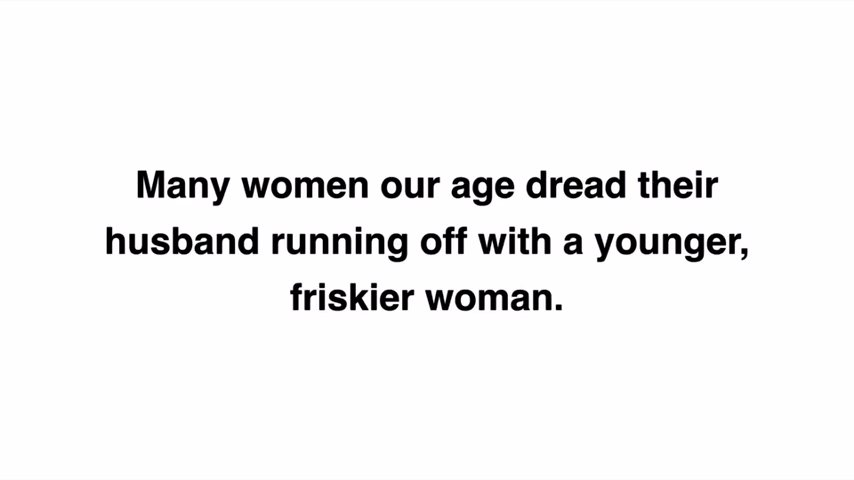 Many women our age dread their
husband running off with a younger,
friskier woman.